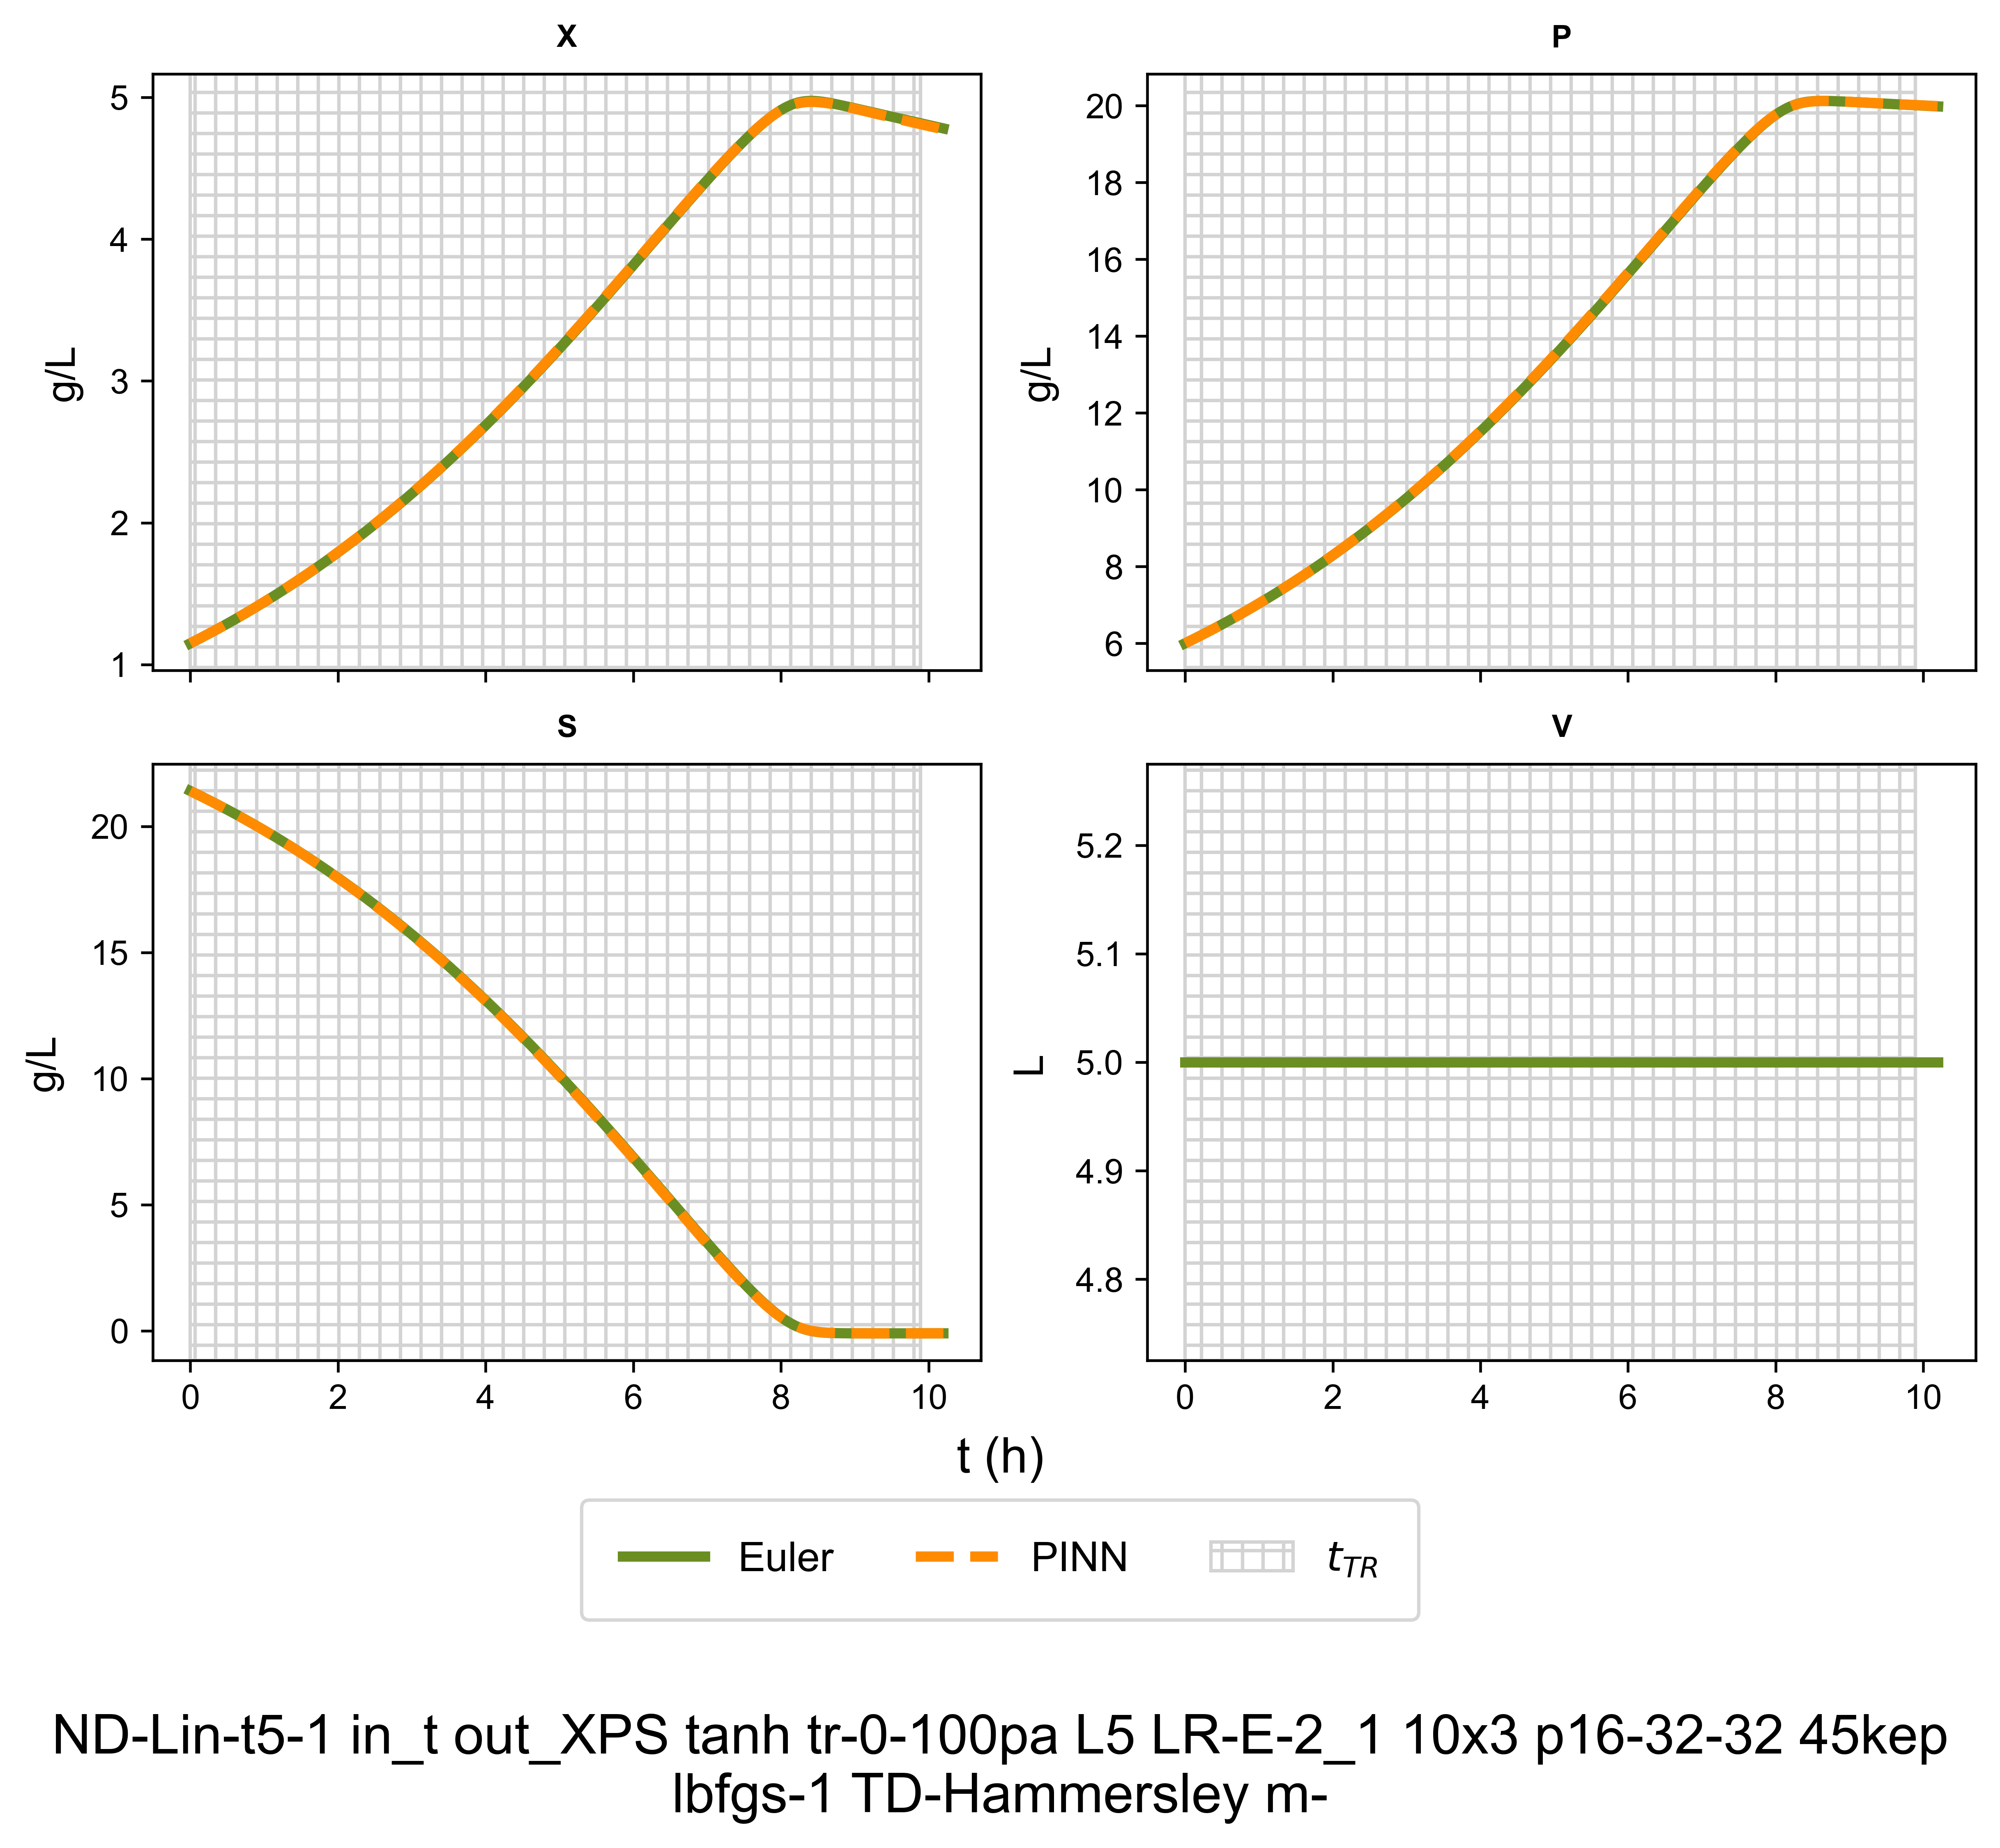 X
5
4
3
2
1
g/L
P
20
18
16
14
12
10
8
6
g/L
S
20
15
10
5
0
g/L
0 2 4 6 8 10
V
5.2
5.1
5.0
4.9
4.8
L
0 2 4 6 8 10
t (h)
Euler PINN t_TR
ND-Lin-t5-1 in_t out_XPS tanh tr-0-100pa L5 LR-E-2_1 10x3 p16-32-32 45kep
lbfgs-1 TD-Hammersley m-